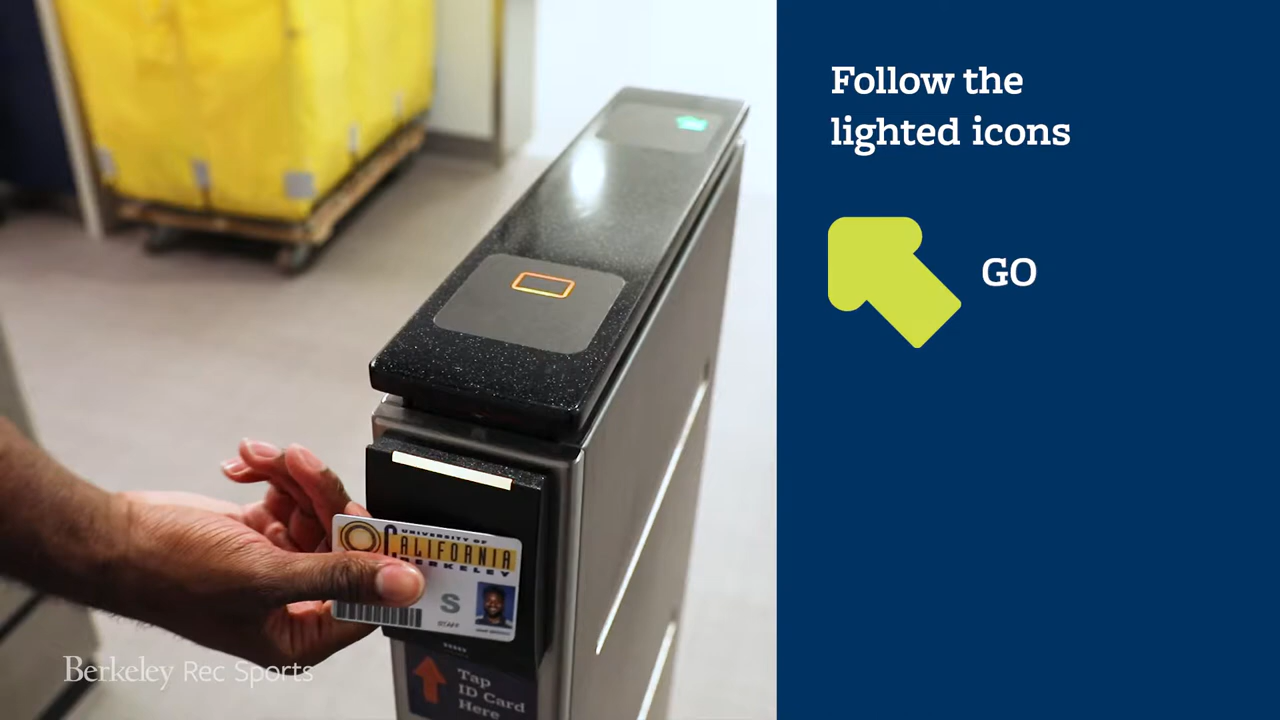 Follow the
lighted icons
GO
UNIVERSITY OF
CALIFORNIA
BERKELEY
S
STAFF
Tap
ID Card
Here
Berkeley Rec Sports